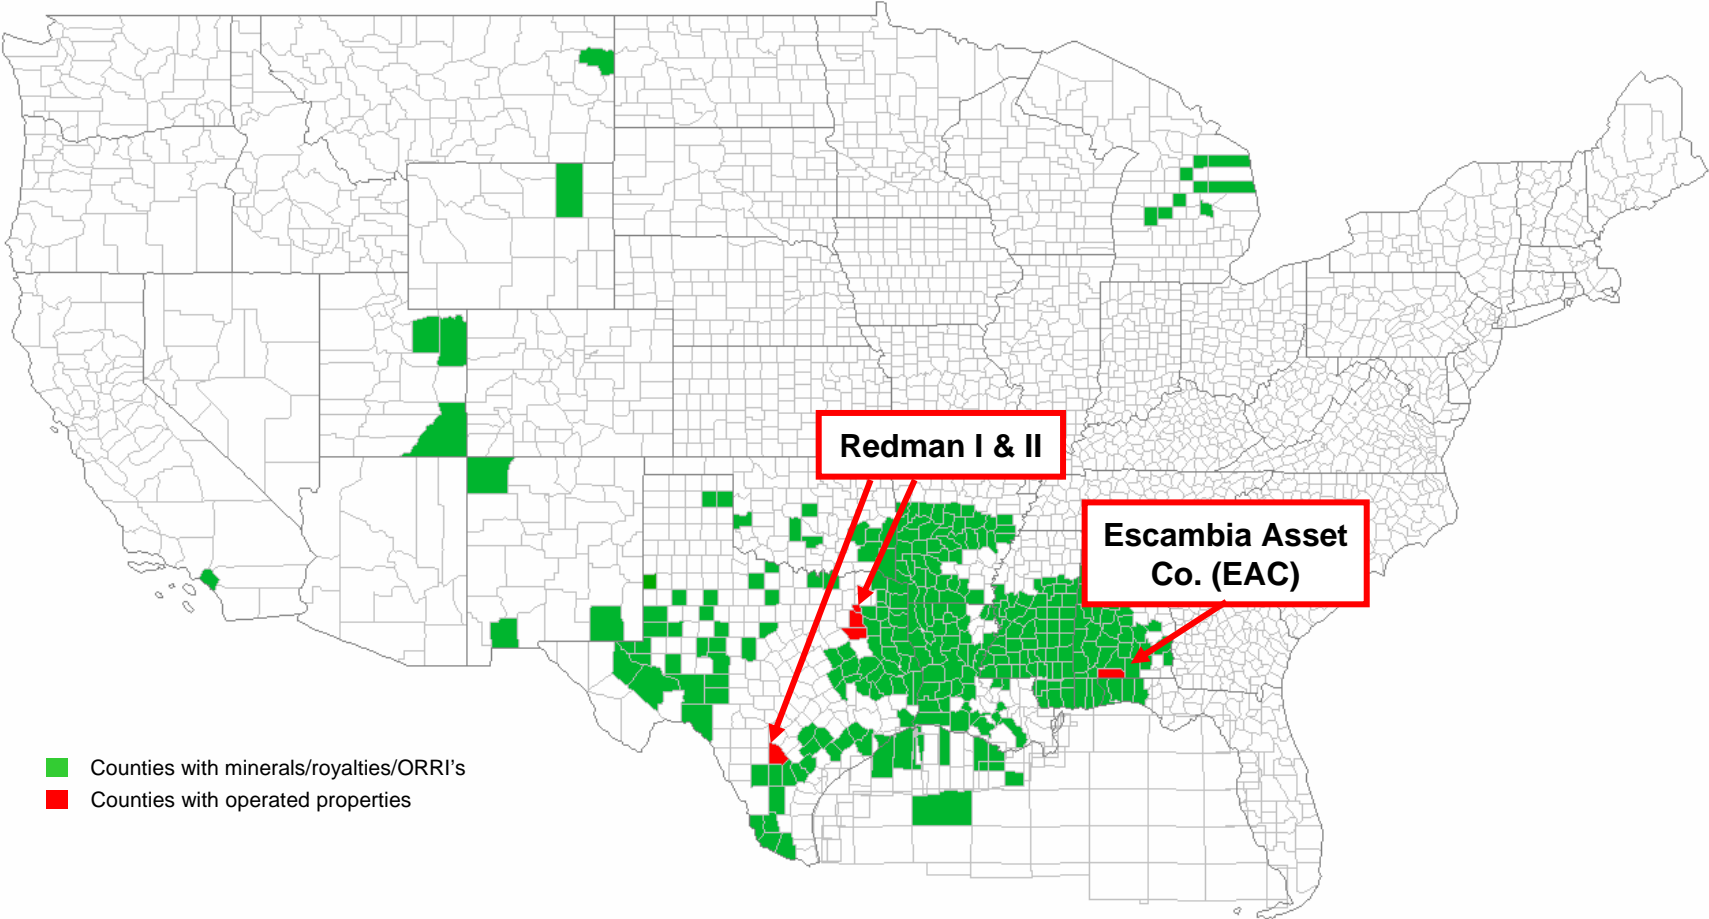 Redman I & II
Escambia Asset
Co. (EAC)
Counties with minerals/royalties/ORRI's
Counties with operated properties